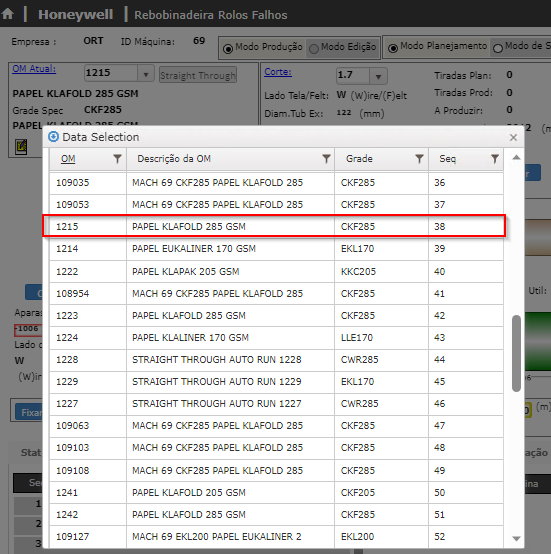 Honeywell | Rebobinadeira Rolos Falhos
Empresa : ORT ID Máquina: 69 Modo Produção Modo Edição Modo Planejamento Modo de S
OM Atual: 1215 Straight Through Corte: 1.7 Tiradas Plan: 0
PAPEL KLAFOLD 285 GSM Lado Tela/Felt: W (W)ire/(F)elt Tiradas Prod: 0
Grade Spec CKF285 Diam.Tub Ex: 122 (mm) A Produzir: 0
PAPEL KLAFOLD 285 GSM
Data Selection
OM Descrição da OM Grade Seq
109035 MACH 69 CKF285 PAPEL KLAFOLD 285 CKF285 36
109053 MACH 69 CKF285 PAPEL KLAFOLD 285 CKF285 37
1215 PAPEL KLAFOLD 285 GSM CKF285 38
1214 PAPEL EUKALINER 170 GSM EKL170 39
1222 PAPEL KLAPAK 205 GSM KKC205 40
108954 MACH 69 CKF285 PAPEL KLAFOLD 285 CKF285 41
1223 PAPEL KLAFOLD 285 GSM CKF285 42
1224 PAPEL KLALINER 170 GSM LLE170 43
1228 STRAIGHT THROUGH AUTO RUN 1228 CWR285 44
1229 STRAIGHT THROUGH AUTO RUN 1229 EKL170 45
1227 STRAIGHT THROUGH AUTO RUN 1227 CWR285 46
109063 MACH 69 CKF285 PAPEL KLAFOLD 285 CKF285 47
109103 MACH 69 CKF285 PAPEL KLAFOLD 285 CKF285 48
109108 MACH 69 CKF285 PAPEL KLAFOLD 285 CKF285 49
1241 PAPEL KLAFOLD 205 GSM CKF205 50
1242 PAPEL KLAFOLD 285 GSM CKF285 51
109127 MACH 69 EKL200 PAPEL EUKALINER 2 EKL200 52
Util:
Aparas
-1006
Lado d
W
(W)ir
(m)
Fixar
Stat
ação
Se
ina
1
2
3